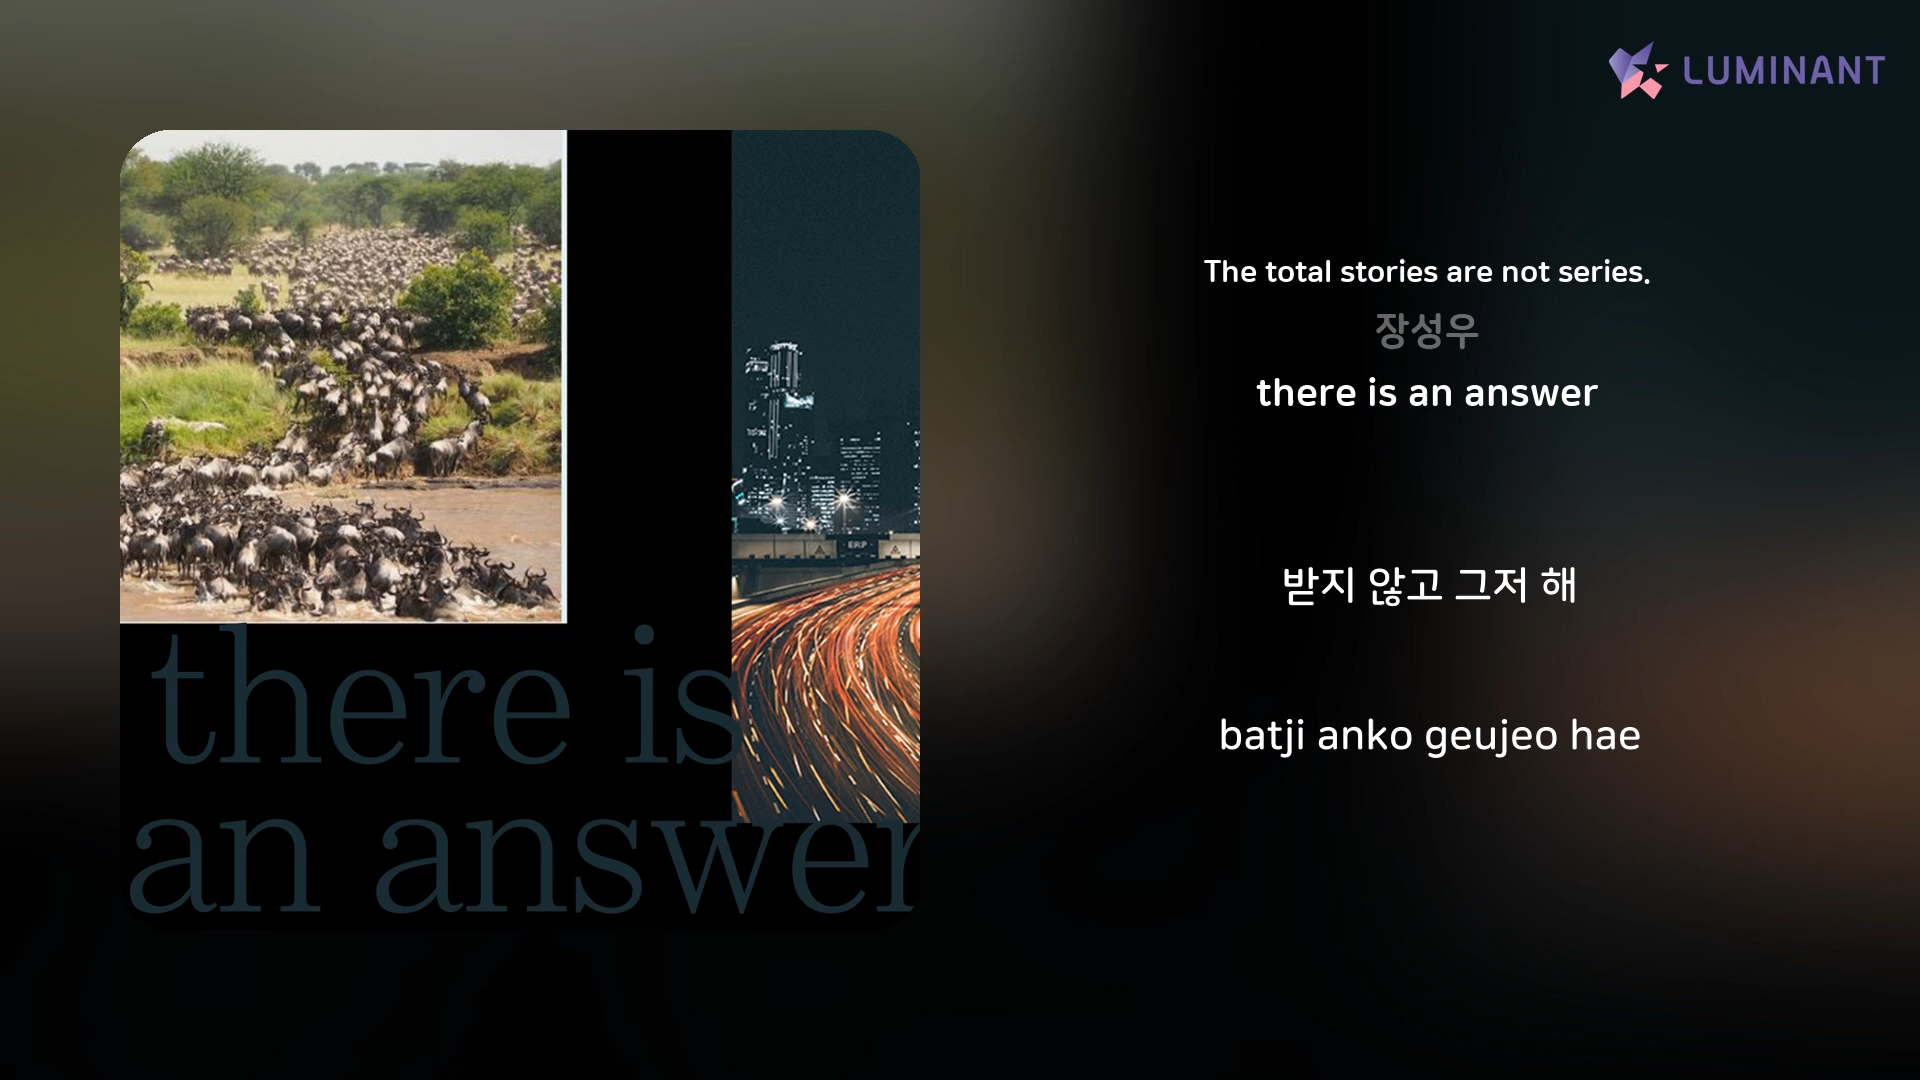 LUMINANT
The total stories are not series.
장성우
there is an answer
받지 않고 그저 해
batji anko geujeo hae
ERP
there is
an answer